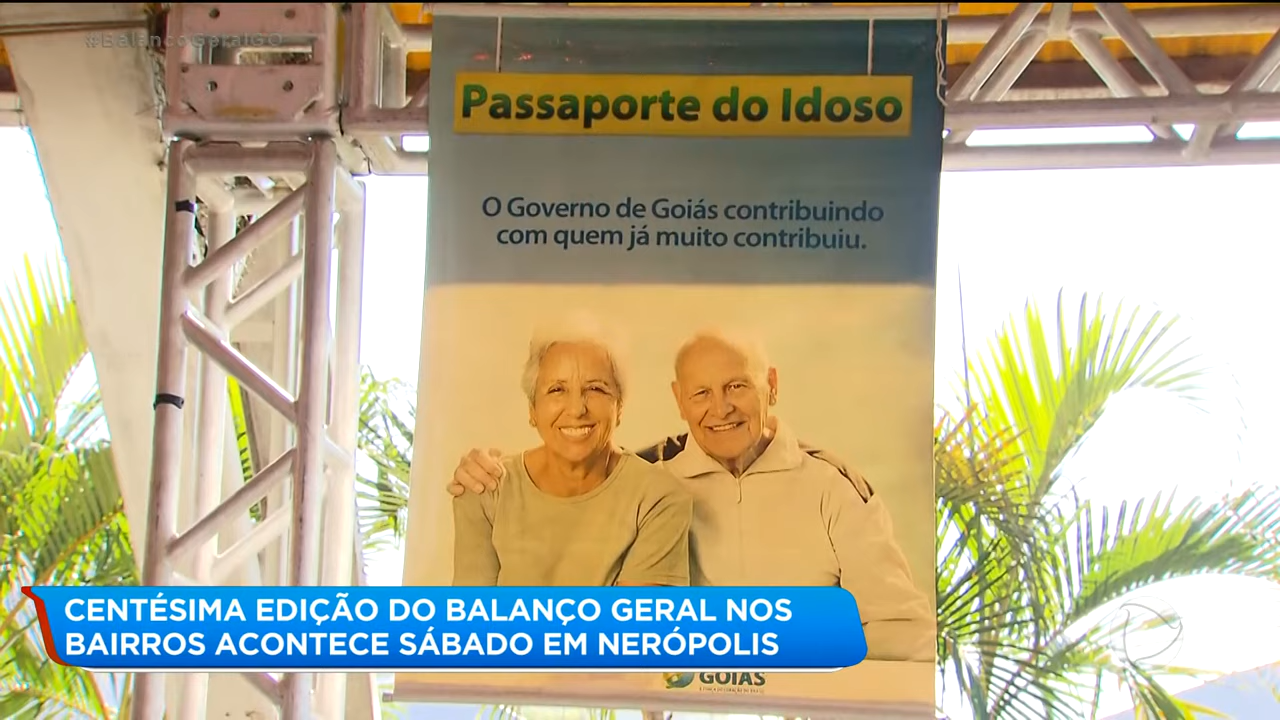 #BalançoGeralGO
Passaporte do Idoso
O Governo de Goiás contribuindo
com quem já muito contribuiu.
CENTÉSIMA EDIÇÃO DO BALANÇO GERAL NOS
BAIRROS ACONTECE SÁBADO EM NERÓPOLIS
GOIÁS